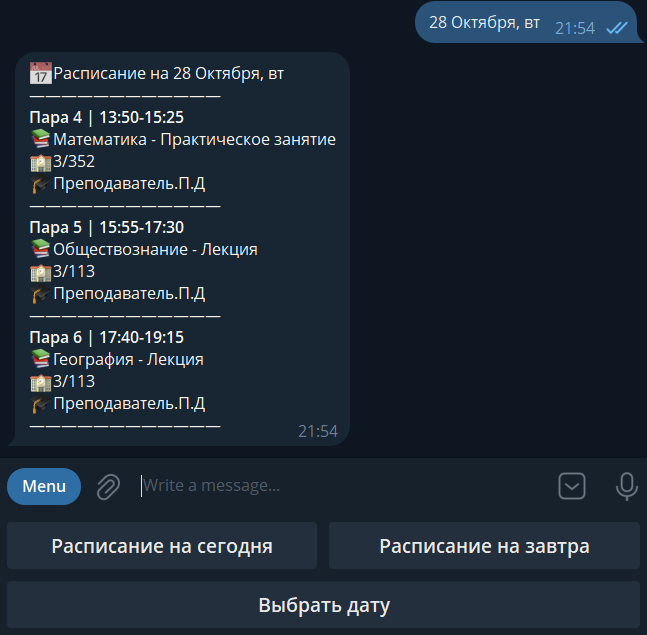 28 Октября, вт
21:54
17
Расписание на 28 Октября, вт
————————————
Пара 4 | 13:50-15:25
Математика - Практическое занятие
3/352
Преподаватель.П.Д
————————————
Пара 5 | 15:55-17:30
Обществознание - Лекция
3/113
Преподаватель.П.Д
————————————
Пара 6 | 17:40-19:15
География - Лекция
3/113
Преподаватель.П.Д
————————————
21:54
Menu
Write a message...
Расписание на сегодня
Расписание на завтра
Выбрать дату